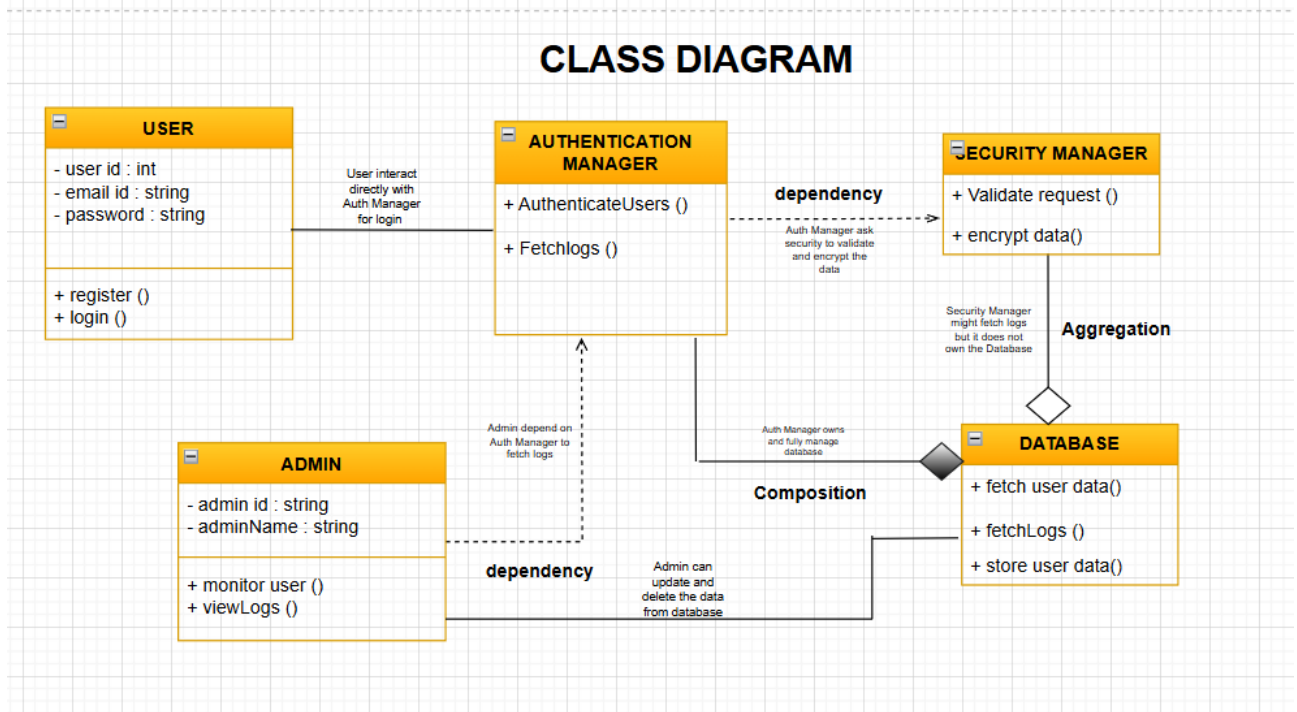 CLASS DIAGRAM
USER
- user id : int
- email id : string
- password : string
+ register ()
+ login ()
User interact
directly with
Auth Manager
for login
AUTHENTICATION
MANAGER
+ AuthenticateUsers ()
+ Fetchlogs ()
dependency
Auth Manager ask
security to validate
and encrypt the
data
SECURITY MANAGER
+ Validate request ()
+ encrypt data()
Security Manager
might fetch logs
but it does not
own the Database
Aggregation
Admin depend on
Auth Manager to
fetch logs
Auth Manager owns
and fully manage
database
Composition
DATABASE
+ fetch user data()
+ fetchLogs ()
+ store user data()
ADMIN
- admin id : string
- adminName : string
+ monitor user ()
+ viewLogs ()
dependency
Admin can
update and
delete the data
from database